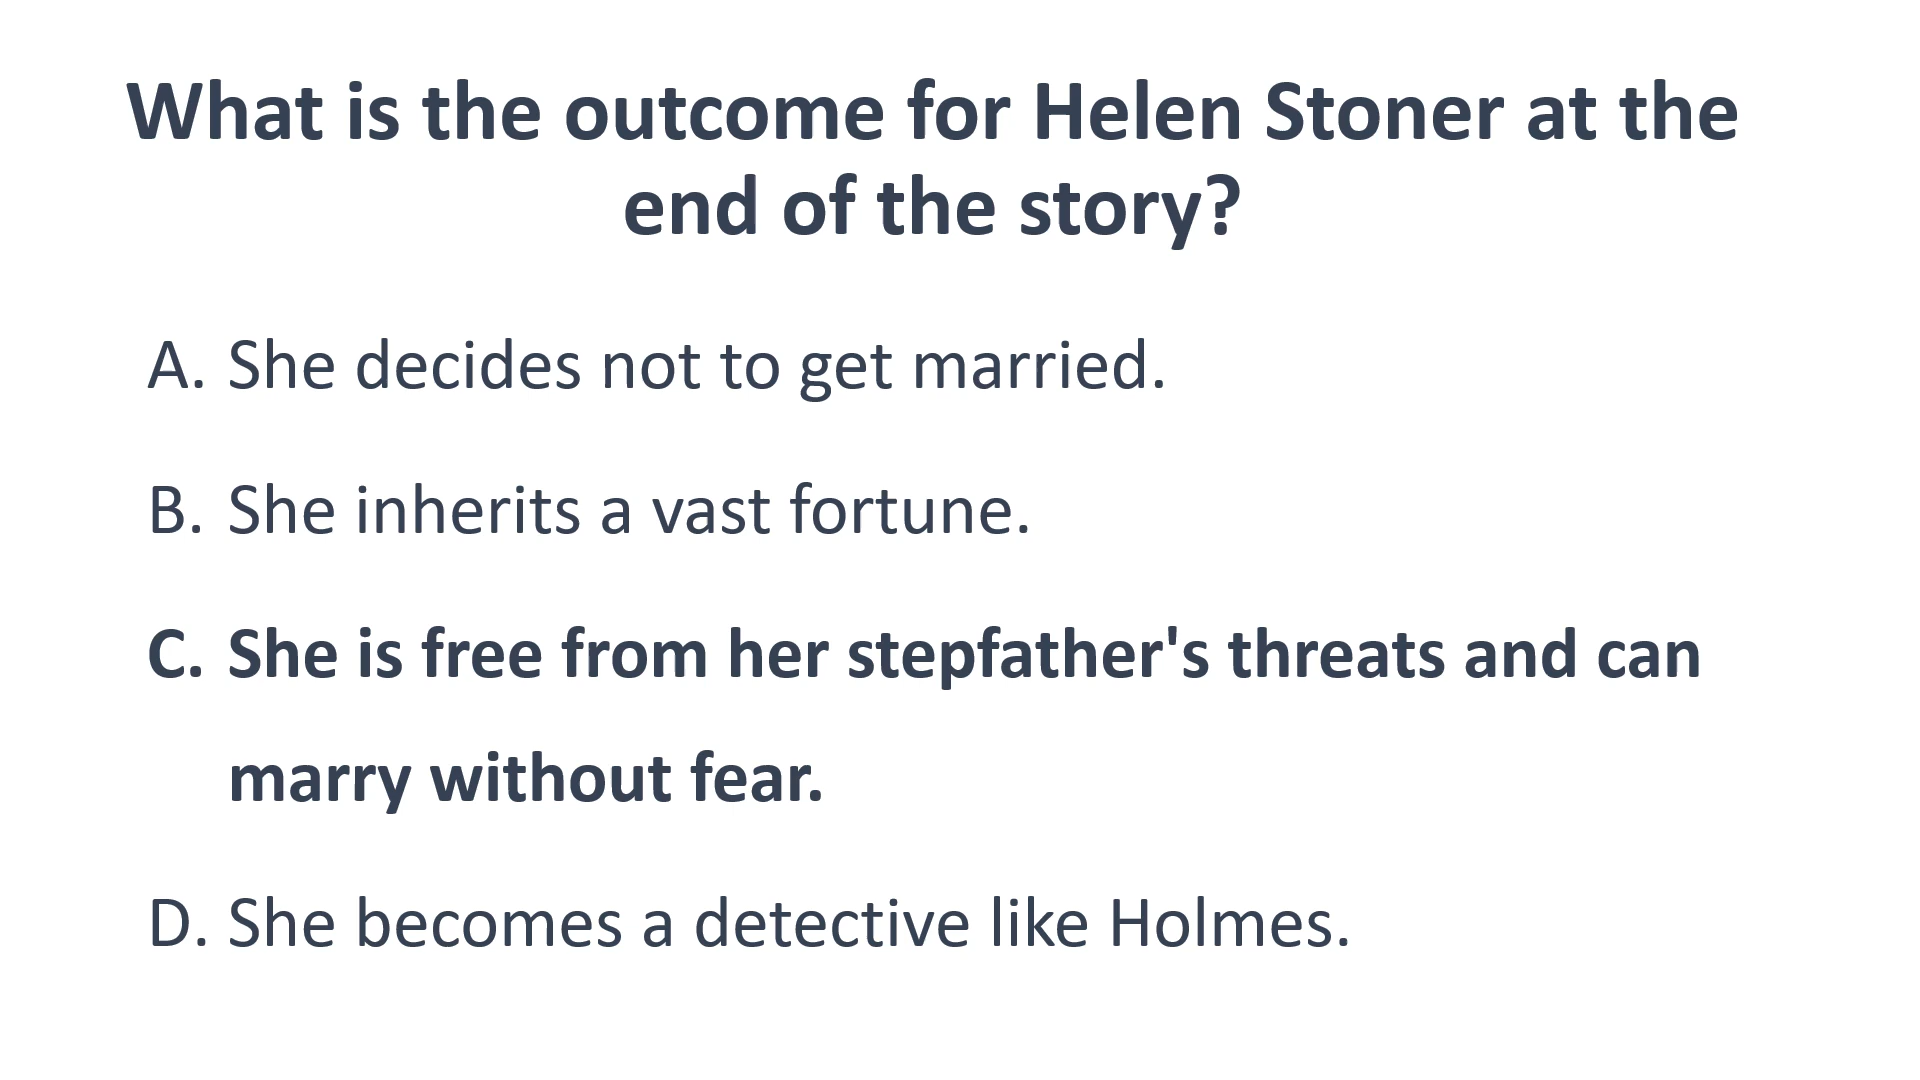 What is the outcome for Helen Stoner at the
end of the story?
A. She decides not to get married.
B. She inherits a vast fortune.
C. She is free from her stepfather's threats and can
marry without fear.
D. She becomes a detective like Holmes.